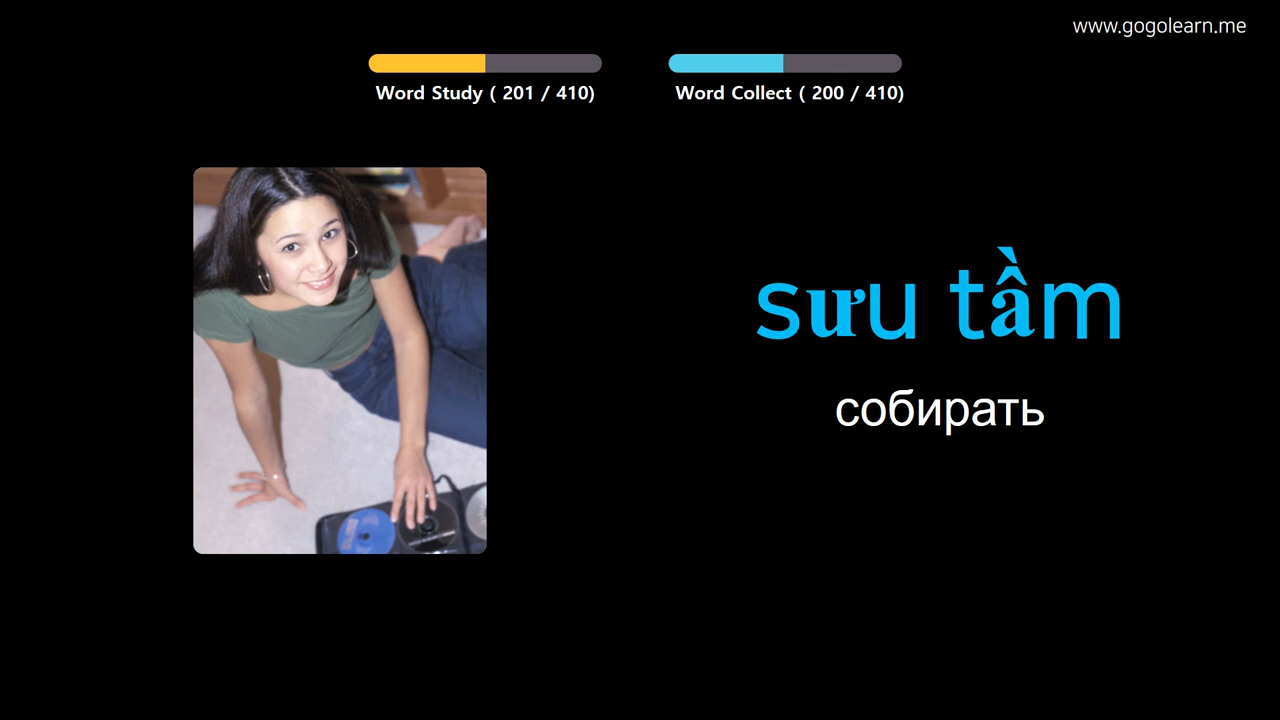 www.gogolearn.me
Word Study ( 201 / 410)
Word Collect ( 200 / 410)
sưu tầm
собирать